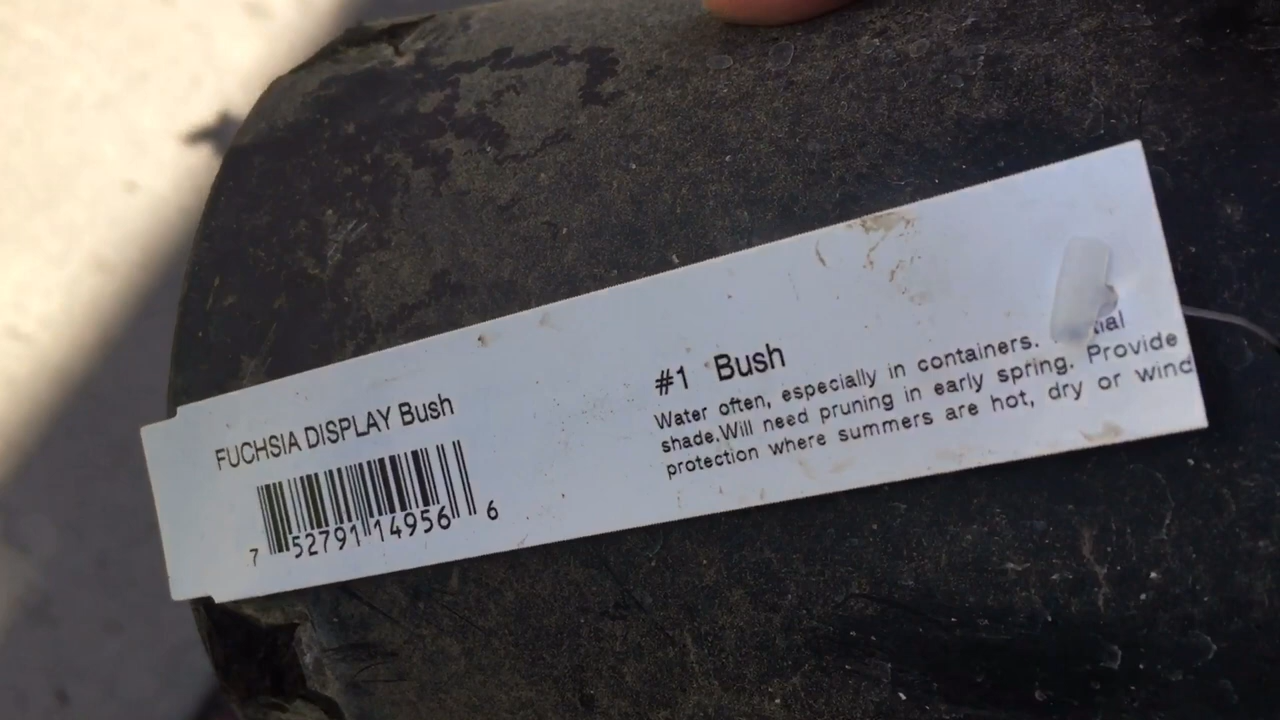 FUCHSIA DISPLAY Bush
7 52791 14956 6
#1 Bush
Water often, especially in containers.
shade.Will need pruning in early spring. Provide
protection where summers are hot, dry or wind